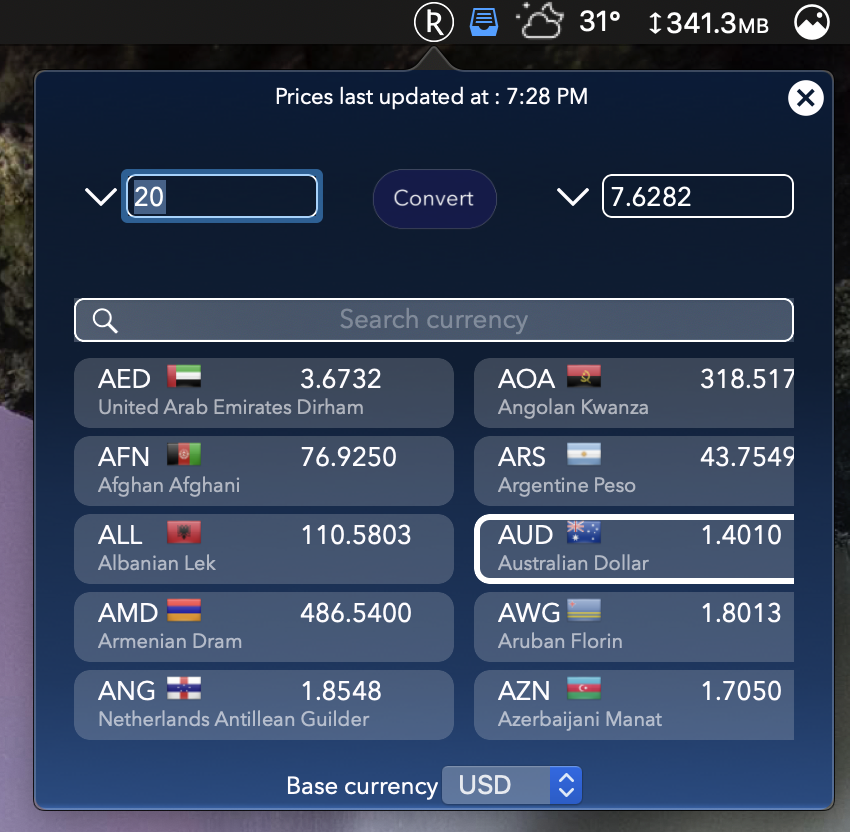 R 31° 341.3MB
Prices last updated at : 7:28 PM
20 Convert 7.6282
Search currency
AED 3.6732
United Arab Emirates Dirham
AOA 318.517
Angolan Kwanza
AFN 76.9250
Afghan Afghani
ARS 43.7549
Argentine Peso
ALL 110.5803
Albanian Lek
AUD 1.4010
Australian Dollar
AMD 486.5400
Armenian Dram
AWG 1.8013
Aruban Florin
ANG 1.8548
Netherlands Antillean Guilder
AZN 1.7050
Azerbaijani Manat
Base currency USD